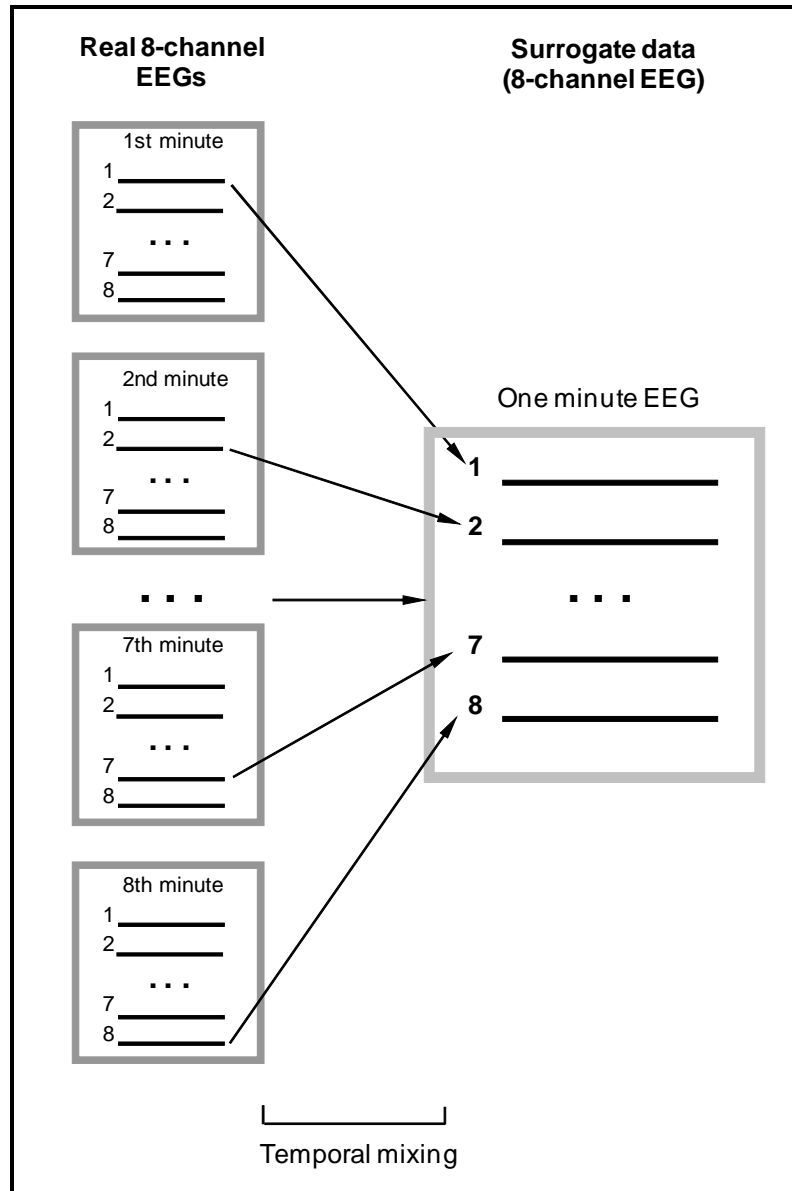 Real 8-channel
EEGs
Surrogate data
(8-channel EEG)
1st minute
1
2
. . .
7
8
2nd minute
1
2
. . .
7
8
. . .
7th minute
1
2
. . .
7
8
8th minute
1
2
. . .
7
8
One minute EEG
1
2
. . .
7
8
Temporal mixing